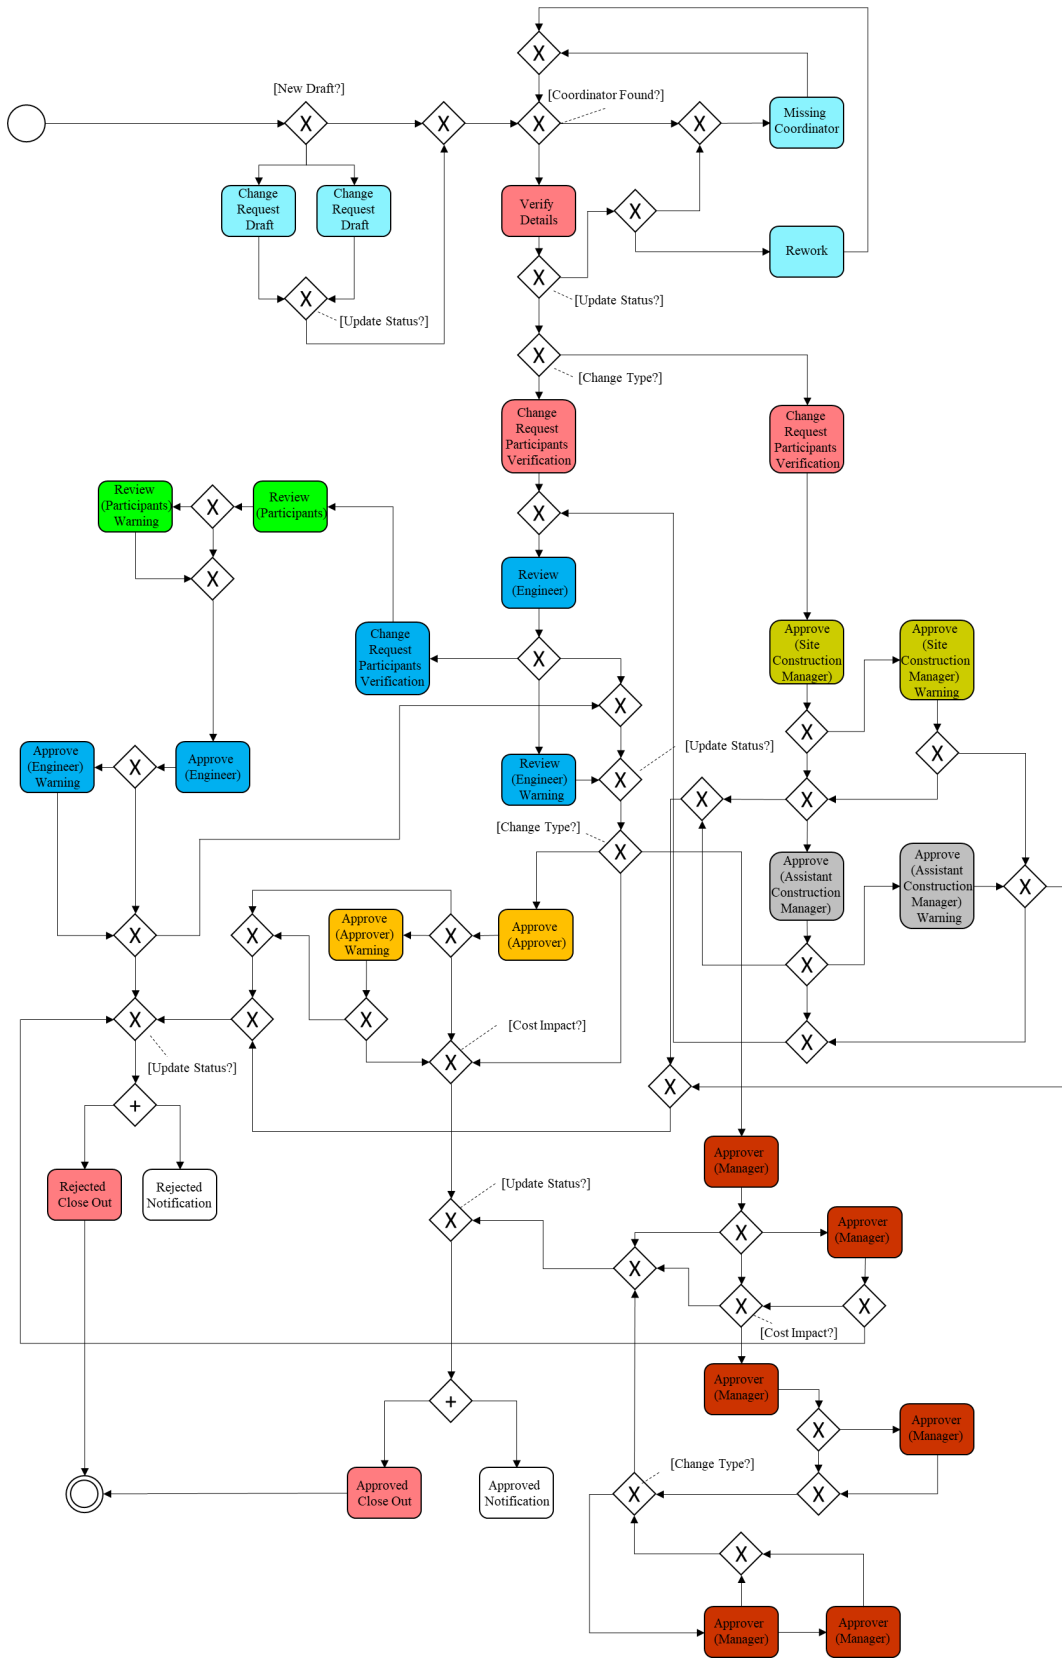 [New Draft?]
X
X
X
X
X
[Coordinator Found?]
Missing
Coordinator
Change
Request
Draft
Change
Request
Draft
Verify
Details
X
Rework
X
[Update Status?]
X
[Update Status?]
X
[Change Type?]
Change
Request
Participants
Verification
Change
Request
Participants
Verification
Review
(Participants)
Warning
X
Review
(Participants)
X
X
Review
(Engineer)
Change
Request
Participants
Verification
X
Approve
(Site
Construction
Manager)
Approve
(Site
Construction
Manager)
Warning
X
X
X
[Update Status?]
Approve
(Engineer)
Warning
X
Approve
(Engineer)
Review
(Engineer)
Warning
X
X
X
[Change Type?]
X
Approve
(Assistant
Construction
Manager)
Approve
(Assistant
Construction
Manager)
Warning
X
X
X
Approve
(Approver)
Warning
X
Approve
(Approver)
X
X
X
X
[Cost Impact?]
X
X
[Update Status?]
X
+
Approver
(Manager)
Rejected
Close Out
Rejected
Notification
[Update Status?]
X
X
Approver
(Manager)
X
X
X
[Cost Impact?]
Approver
(Manager)
+
X
Approver
(Manager)
[Change Type?]
Approved
Close Out
Approved
Notification
X
X
X
Approver
(Manager)
Approver
(Manager)